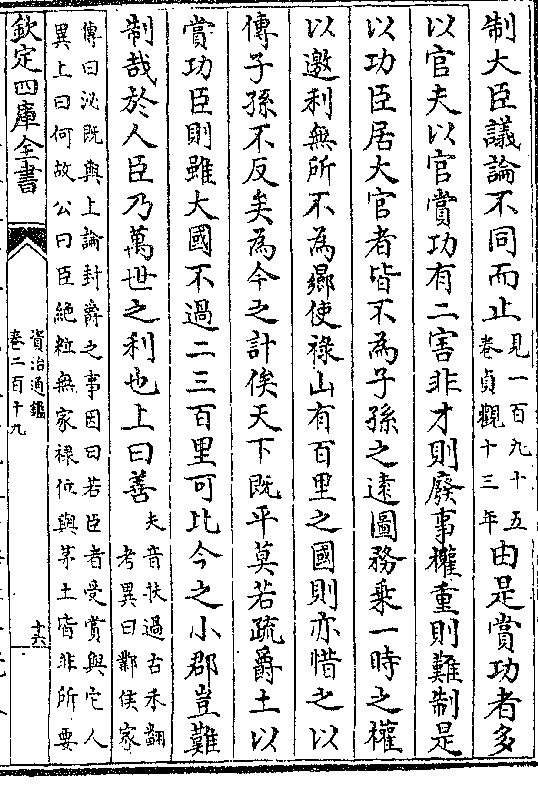 制大臣議論不同而止見一百九十五卷貞觀十三年由是賞功者多
以官夫以官賞功有二害非才則廢事權重則難制是
以功臣居大官者皆不為子孫之遠圖務乗一時之權
以邀利無所不為曏使祿山有百里之國則亦惜之以
傳子孫不反矣為今之計俟天下既平莫若疏爵土以
賞功臣則雖大國不過二三百里可比今之小郡豈難
制哉於人臣乃萬世之利也上曰善夫音扶過古禾翻考異曰鄴侯家
傳曰泌既與上論封爵之事因曰若臣者受賞與它人
異上曰何故公曰臣絶粒無家禄位與茅土皆非所要
欽定四庫全書
資治通鑑
卷二百十九
十六